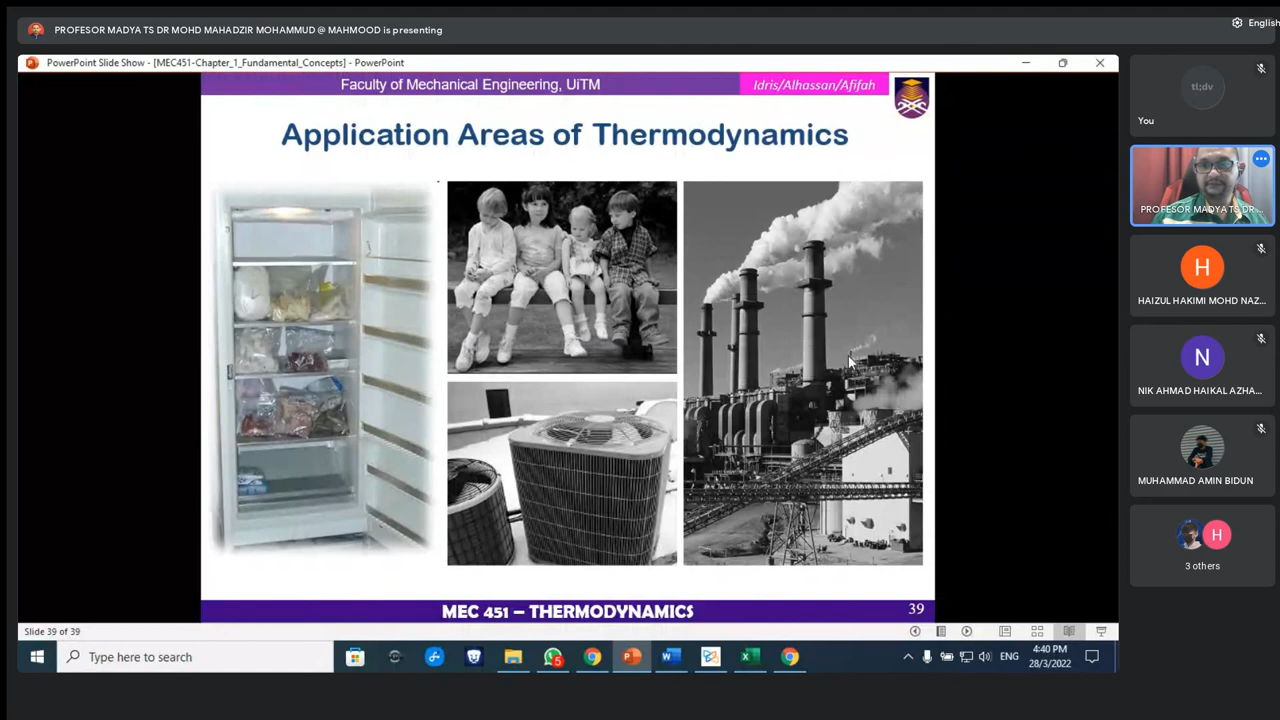 PROFESOR MADYA TS DR MOHD MAHADZIR MOHAMMUD @ MAHMOOD is presenting
English
PowerPoint Slide Show - [MEC451-Chapter_1_Fundamental_Concepts] - PowerPoint
Faculty of Mechanical Engineering, UiTM
Idris/Alhassan/Afifah
Application Areas of Thermodynamics
MEC 451 – THERMODYNAMICS
39
Slide 39 of 39
Type here to search
5
ENG
4:40 PM
28/3/2022
tl;dv
You
PROFESOR MADYA TS DR ...
H
HAIZUL HAKIMI MOHD NAZ...
N
NIK AHMAD HAIKAL AZHA...
MUHAMMAD AMIN BIDUN
H
3 others